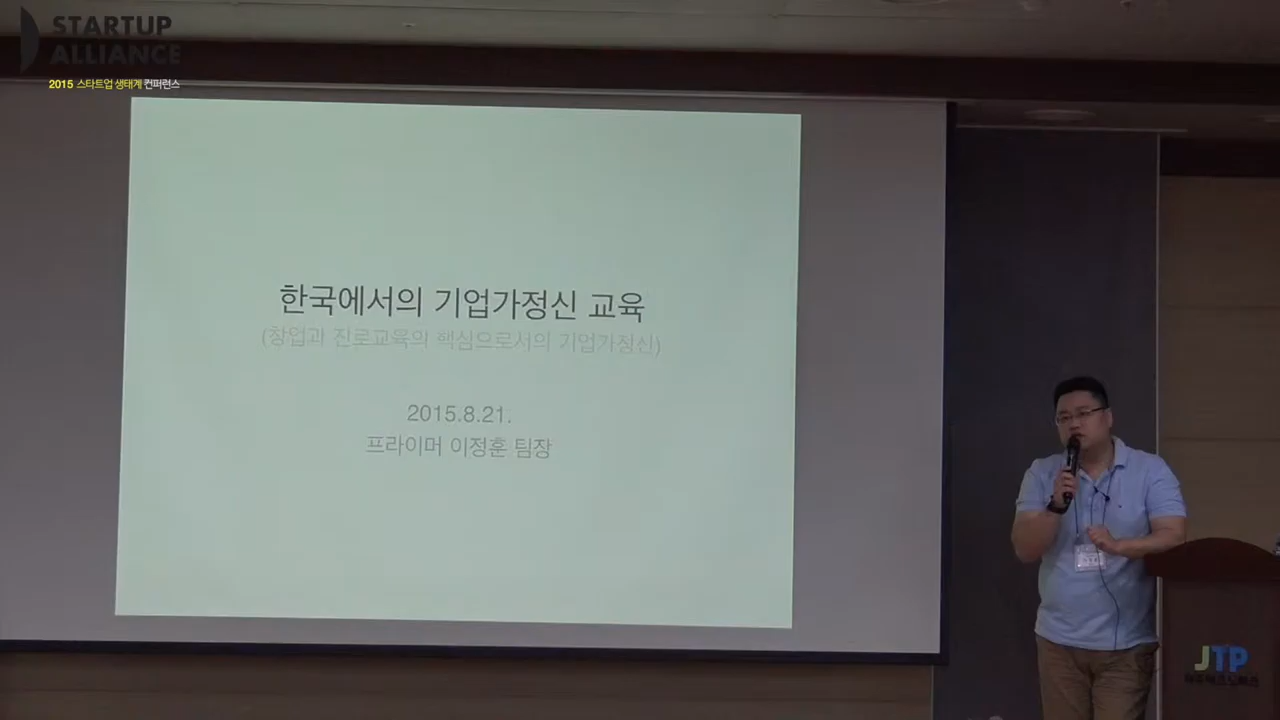 STARTUP
ALLIANCE
2015 스타트업 생태계 컨퍼런스
한국에서의 기업가정신 교육
(창업과 진로교육의 핵심으로서의 기업가정신)
2015.8.21.
프라이머 이정훈 팀장
JTP